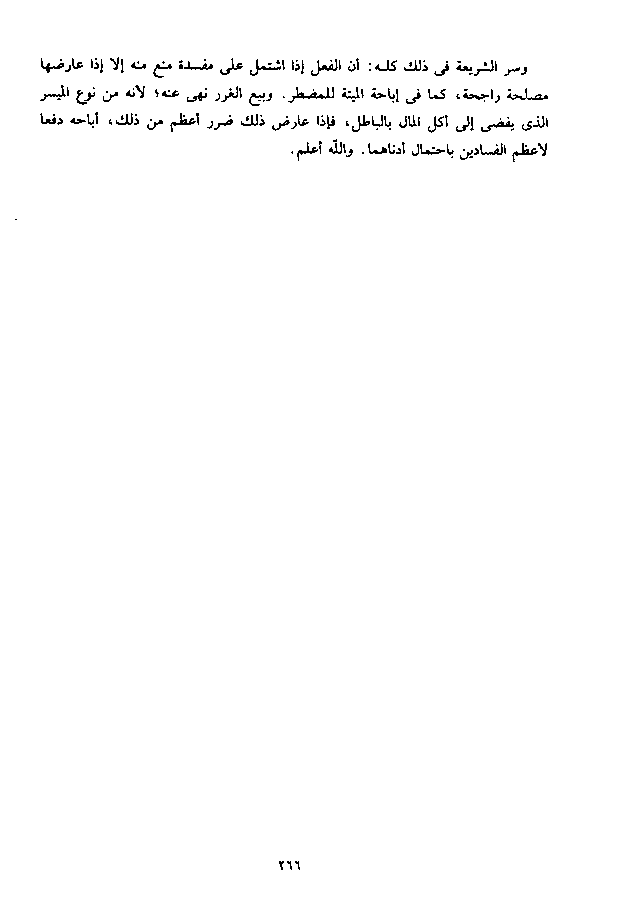 وسر الشريعة فى ذلك كله: أن الفعل إذا اشتمل على مفسدة منع منه إلا إذا عارضها
مصلحة راجحة، كما فى إباحة الميتة للمضطر. وبيع الغرر نهى عنه؛ لأنه من نوع الميسر
الذى يفضى إلى أكل المال بالباطل، فإذا عارض ذلك ضرر أعظم من ذلك، أباحه دفعا
لأعظم الفسادين باحتمال أدناهما. والله أعلم.
٢٦٦